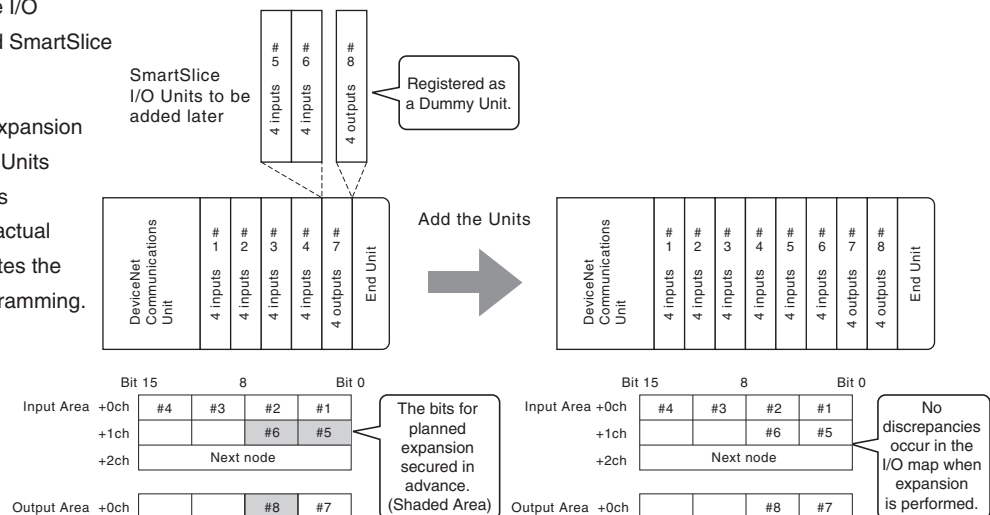 e I/O
d SmartSlice
xpansion
Units
s
actual
tes the
gramming.
SmartSlice
I/O Units to be
added later
#5 4 inputs
#6 4 inputs
#8 4 outputs
Registered as
a Dummy Unit.
DeviceNet
Communications
Unit
#1 4 inputs
#2 4 inputs
#3 4 inputs
#4 4 inputs
#7 4 outputs
End Unit
Add the Units
DeviceNet
Communications
Unit
#1 4 inputs
#2 4 inputs
#3 4 inputs
#4 4 inputs
#5 4 inputs
#6 4 inputs
#7 4 outputs
#8 4 outputs
End Unit
Bit 15 8 Bit 0
Input Area +0ch #4 #3 #2 #1
+1ch #6 #5
+2ch Next node
Output Area +0ch #8 #7
The bits for
planned
expansion
secured in
advance.
(Shaded Area)
Bit 15 8 Bit 0
Input Area +0ch #4 #3 #2 #1
+1ch #6 #5
+2ch Next node
Output Area +0ch #8 #7
No
discrepancies
occur in the
I/O map when
expansion
is performed.